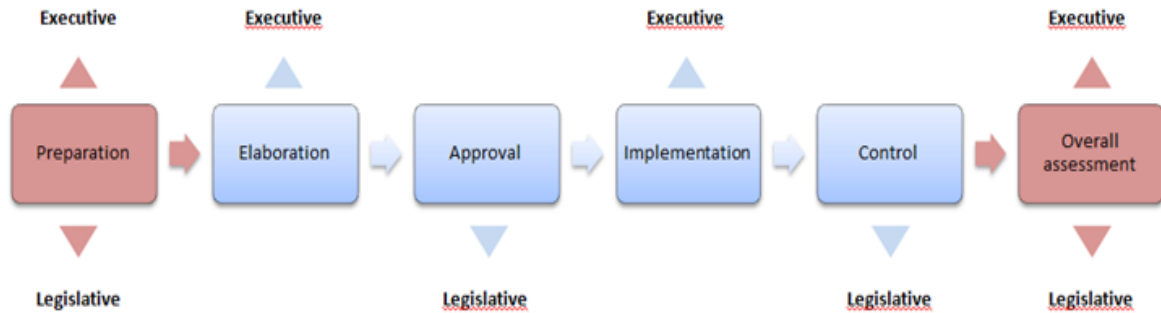 Executive Executive Executive Executive
Preparation Elaboration Approval Implementation Control Overall
assessment
Legislative Legislative Legislative Legislative